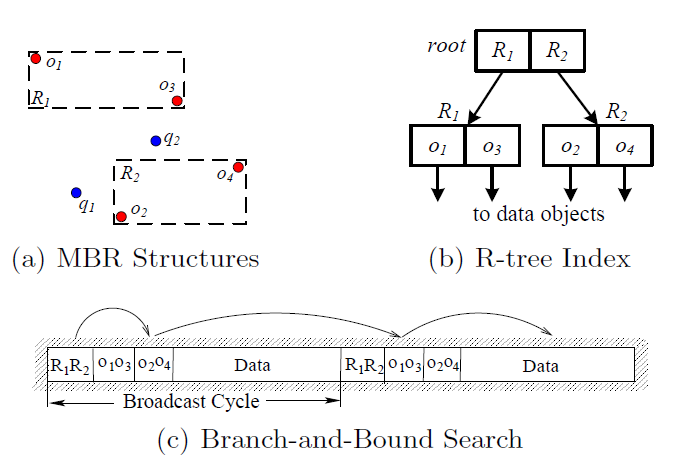 o1
o3
R1
q2
R2
o4
q1
o2
(a) MBR Structures
root R1 R2
R1 R2
o1 o3 o2 o4
to data objects
(b) R-tree Index
R1R2 o1o3 o2o4 Data R1R2 o1o3 o2o4 Data
Broadcast Cycle
(c) Branch-and-Bound Search